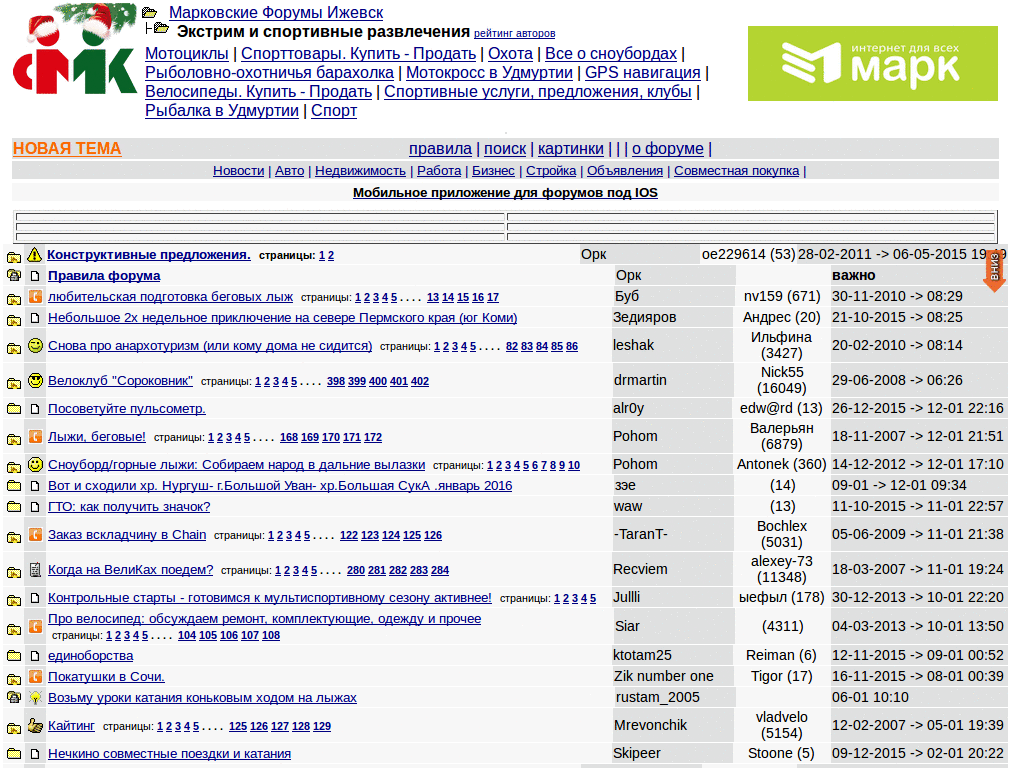 Марковские Форумы Ижевск
Экстрим и спортивные развлечения рейтинг авторов
Мотоциклы | Спорттовары. Купить - Продать | Охота | Все о сноубордах |
Рыболовно-охотничья барахолка | Мотокросс в Удмуртии | GPS навигация |
Велосипеды. Купить - Продать | Спортивные услуги, предложения, клубы |
Рыбалка в Удмуртии | Спорт
интернет для всех
марк
НОВАЯ ТЕМА правила | поиск | картинки | | | о форуме |
Новости | Авто | Недвижимость | Работа | Бизнес | Стройка | Объявления | Совместная покупка |
Мобильное приложение для форумов под IOS
Конструктивные предложения. страницы: 1 2 Орк oe229614 (53) 28-02-2011 -> 06-05-2015
вниз
Правила форума Орк важно
любительская подготовка беговых лыж страницы: 1 2 3 4 5 . . . . 13 14 15 16 17 Буб nv159 (671) 30-11-2010 -> 08:29
Небольшое 2х недельное приключение на севере Пермского края (юг Коми) Зедияров Андрес (20) 21-10-2015 -> 08:25
Снова про анархотуризм (или кому дома не сидится) страницы: 1 2 3 4 5 . . . . 82 83 84 85 86 leshak Ильфина (3427) 20-02-2010 -> 08:14
Велоклуб "Сороковник" страницы: 1 2 3 4 5 . . . . 398 399 400 401 402 drmartin Nick55 (16049) 29-06-2008 -> 06:26
Посоветуйте пульсометр. alr0y edw@rd (13) 26-12-2015 -> 12-01 22:16
Лыжи, беговые! страницы: 1 2 3 4 5 . . . . 168 169 170 171 172 Pohom Валерьян (6879) 18-11-2007 -> 12-01 21:51
Сноуборд/горные лыжи: Собираем народ в дальние вылазки страницы: 1 2 3 4 5 6 7 8 9 10 Pohom Antonek (360) 14-12-2012 -> 12-01 17:10
Вот и сходили хр. Нургуш- г.Большой Уван- хр.Большая СукА .январь 2016 зэе (14) 09-01 -> 12-01 09:34
ГТО: как получить значок? waw (13) 11-10-2015 -> 11-01 22:57
Заказ вскладчину в Chain страницы: 1 2 3 4 5 . . . . 122 123 124 125 126 -TaranT- Bochlex (5031) 05-06-2009 -> 11-01 21:38
Когда на ВелиКах поедем? страницы: 1 2 3 4 5 . . . . 280 281 282 283 284 Recviem alexey-73 (11348) 18-03-2007 -> 11-01 19:24
Контрольные старты - готовимся к мультиспортивному сезону активнее! страницы: 1 2 3 4 5 Jullli ыефыл (178) 30-12-2013 -> 10-01 22:20
Про велосипед: обсуждаем ремонт, комплектующие, одежду и прочее
страницы: 1 2 3 4 5 . . . . 104 105 106 107 108 Siar (4311) 04-03-2013 -> 10-01 13:50
единоборства ktotam25 Reiman (6) 12-11-2015 -> 09-01 00:52
Покатушки в Сочи. Zik number one Tigor (17) 16-11-2015 -> 08-01 00:39
Возьму уроки катания коньковым ходом на лыжах rustam_2005 06-01 10:10
Кайтинг страницы: 1 2 3 4 5 . . . . 125 126 127 128 129 Mrevonchik vladvelo (5154) 12-02-2007 -> 05-01 19:39
Нечкино совместные поездки и катания Skipeer Stoone (5) 09-12-2015 -> 02-01 20:22